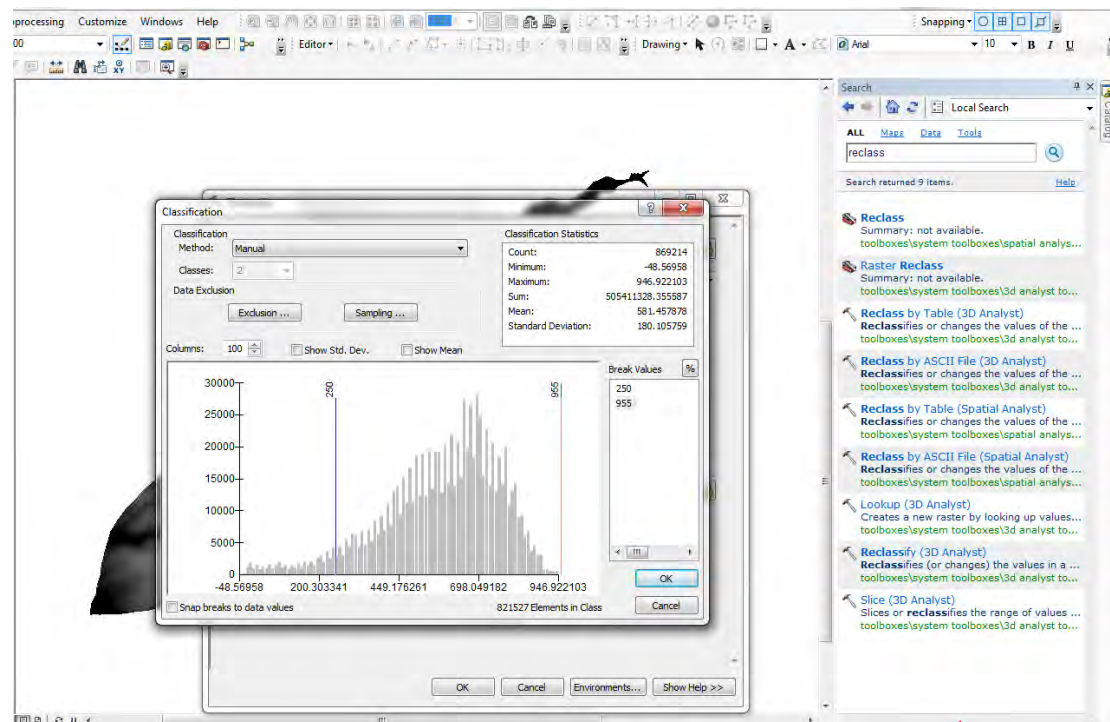 oprocessing Customize Windows Help Snapping
00 Editor Drawing A Arial 10 B I U
XY
Search
Local Search
Catalog
ALL Maps Data Tools
reclass
Search returned 9 items. Help
Reclass
Summary: not available.
toolboxes\system toolboxes\spatial analys...
Raster Reclass
Summary: not available.
toolboxes\system toolboxes\3d analyst to...
Reclass by Table (3D Analyst)
Reclassifies or changes the values of the ...
toolboxes\system toolboxes\3d analyst to...
Reclass by ASCII File (3D Analyst)
Reclassifies or changes the values of the ...
toolboxes\system toolboxes\3d analyst to...
Reclass by Table (Spatial Analyst)
Reclassifies or changes the values of the ...
toolboxes\system toolboxes\spatial analys...
Reclass by ASCII File (Spatial Analyst)
Reclassifies or changes the values of the ...
toolboxes\system toolboxes\spatial analys...
Lookup (3D Analyst)
Creates a new raster by looking up values...
toolboxes\system toolboxes\3d analyst to...
Reclassify (3D Analyst)
Reclassifies (or changes) the values in a ...
toolboxes\system toolboxes\3d analyst to...
Slice (3D Analyst)
Slices or reclassifies the range of values ...
toolboxes\system toolboxes\3d analyst to...
Classification
Classification
Method: Manual
Classes: 2
Data Exclusion
Exclusion ... Sampling ...
Classification Statistics
Count: 869214
Minimum: -48.56958
Maximum: 946.922103
Sum: 505411328.355587
Mean: 581.457878
Standard Deviation: 180.105759
Columns: 100 Show Std. Dev. Show Mean
Break Values %
250
955
250 955
30000
25000
20000
15000
10000
5000
0
-48.56958 200.303341 449.176261 698.049182 946.922103
Snap breaks to data values 821527 Elements in Class
OK
Cancel
OK Cancel Environments... Show Help >>